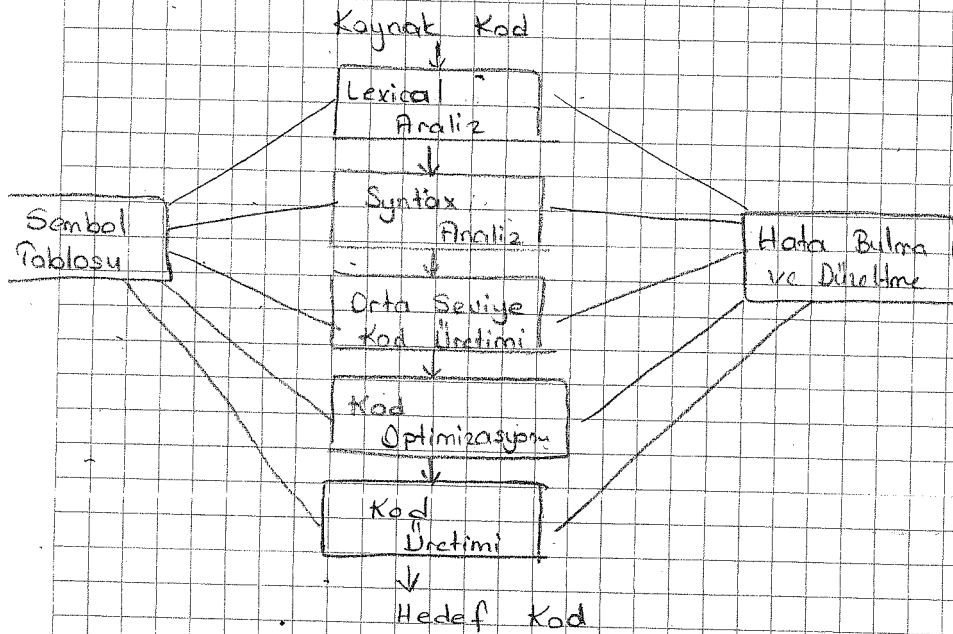 Kaynak Kod
Lexical
Analiz
Syntax
Analiz
Sembol
Tablosu
Hata Bulma
ve Düzeltme
Orta Seviye
Kod Üretimi
Kod
Optimizasyonu
Kod
Üretimi
Hedef Kod